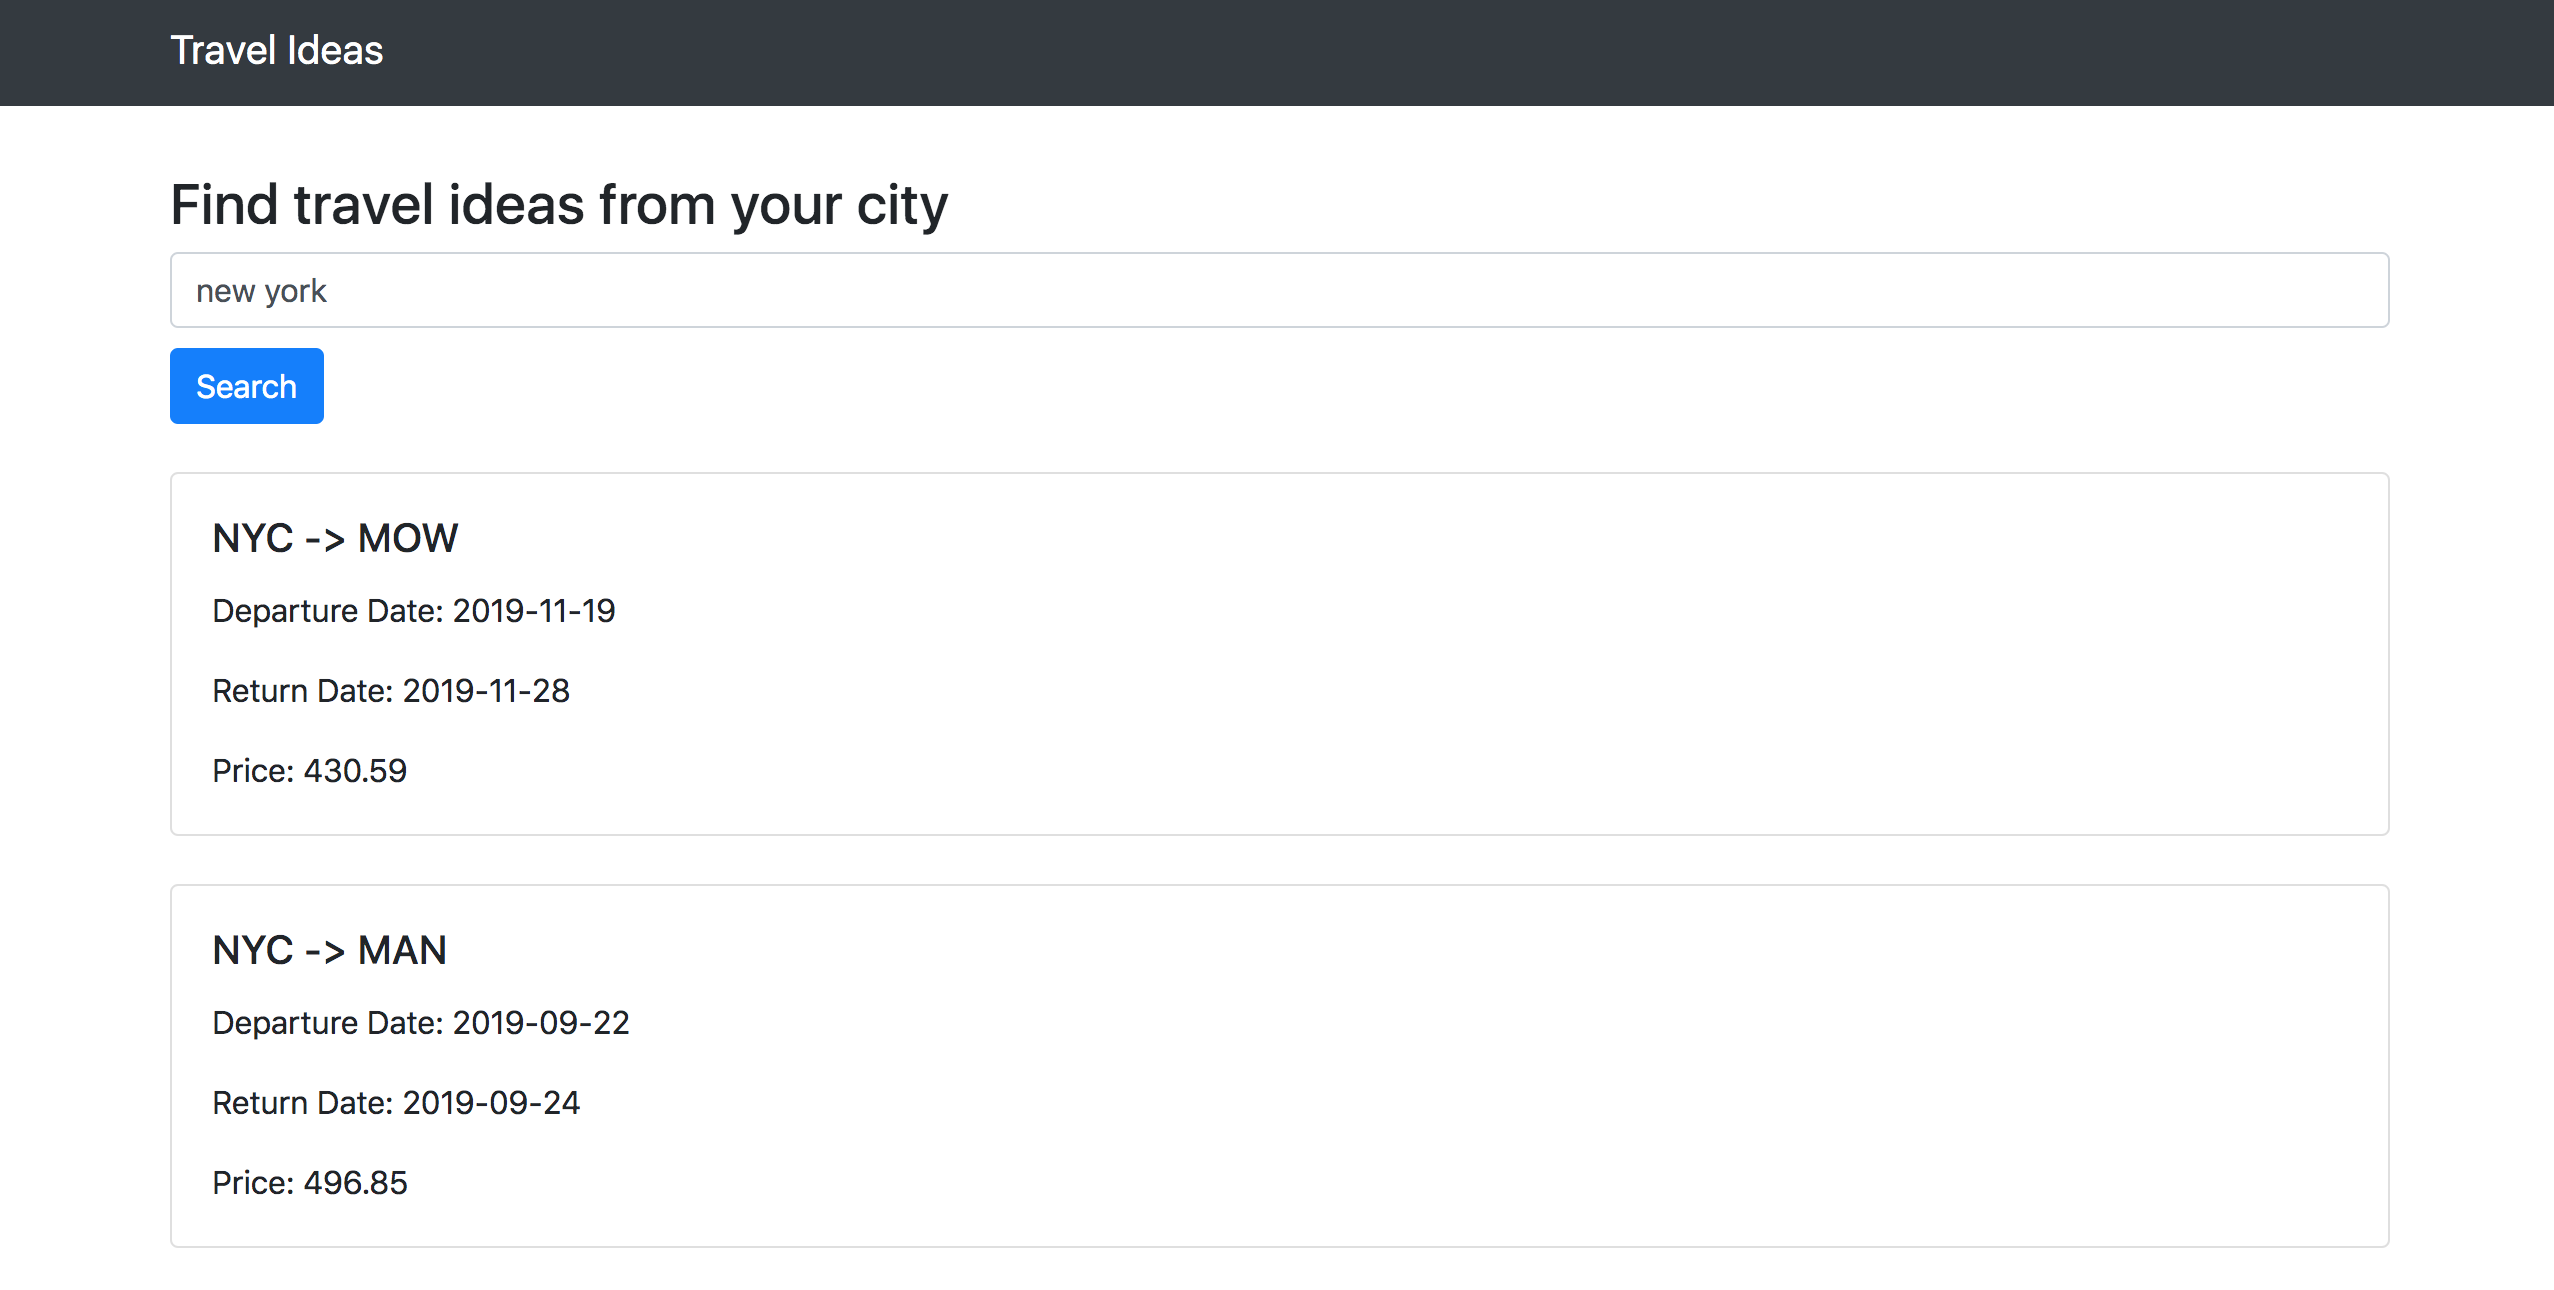 Travel Ideas
Find travel ideas from your city
new york
Search
NYC -> MOW
Departure Date: 2019-11-19
Return Date: 2019-11-28
Price: 430.59
NYC -> MAN
Departure Date: 2019-09-22
Return Date: 2019-09-24
Price: 496.85